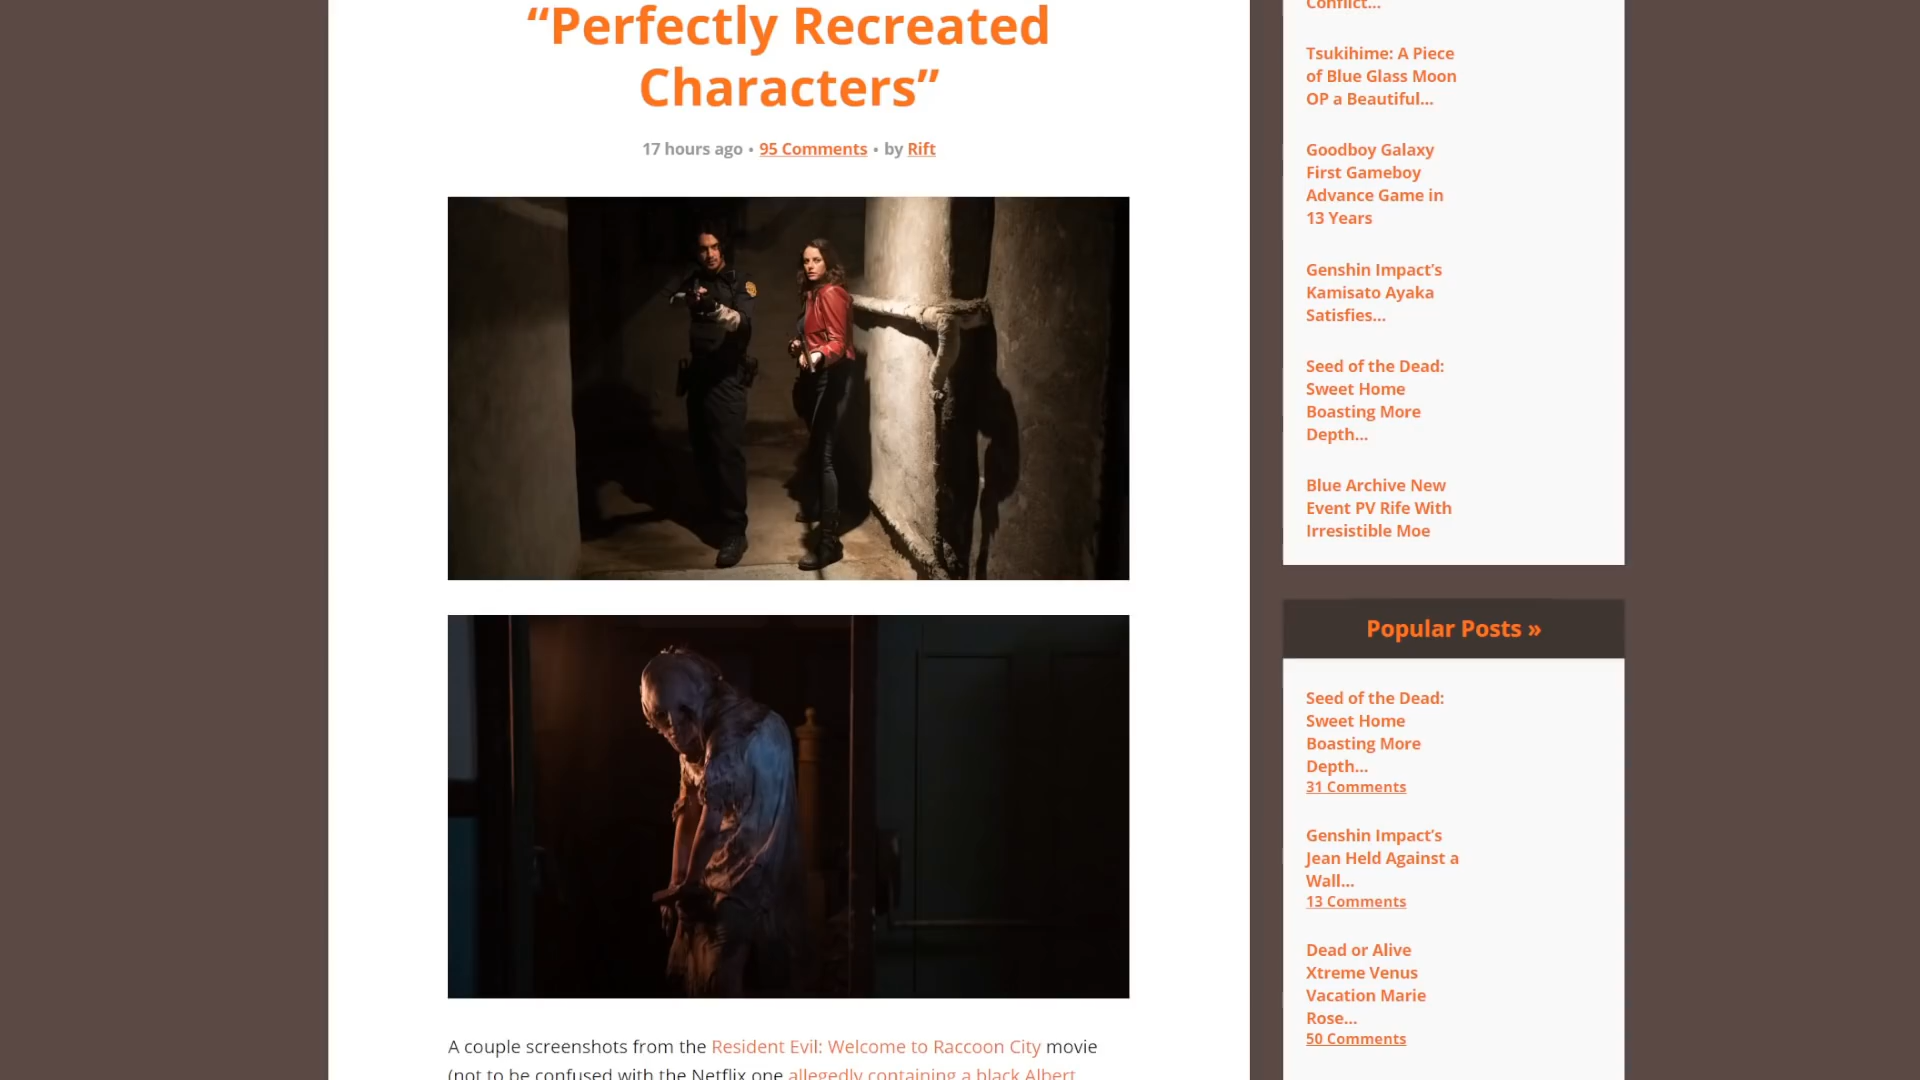 “Perfectly Recreated
Characters”
17 hours ago • 95 Comments • by Rift
A couple screenshots from the Resident Evil: Welcome to Raccoon City movie
(not to be confused with the Netflix one allegedly containing a black Albert
Conflict...
Tsukihime: A Piece
of Blue Glass Moon
OP a Beautiful...
Goodboy Galaxy
First Gameboy
Advance Game in
13 Years
Genshin Impact’s
Kamisato Ayaka
Satisfies...
Seed of the Dead:
Sweet Home
Boasting More
Depth...
Blue Archive New
Event PV Rife With
Irresistible Moe
Popular Posts »
Seed of the Dead:
Sweet Home
Boasting More
Depth...
31 Comments
Genshin Impact’s
Jean Held Against a
Wall...
13 Comments
Dead or Alive
Xtreme Venus
Vacation Marie
Rose...
50 Comments